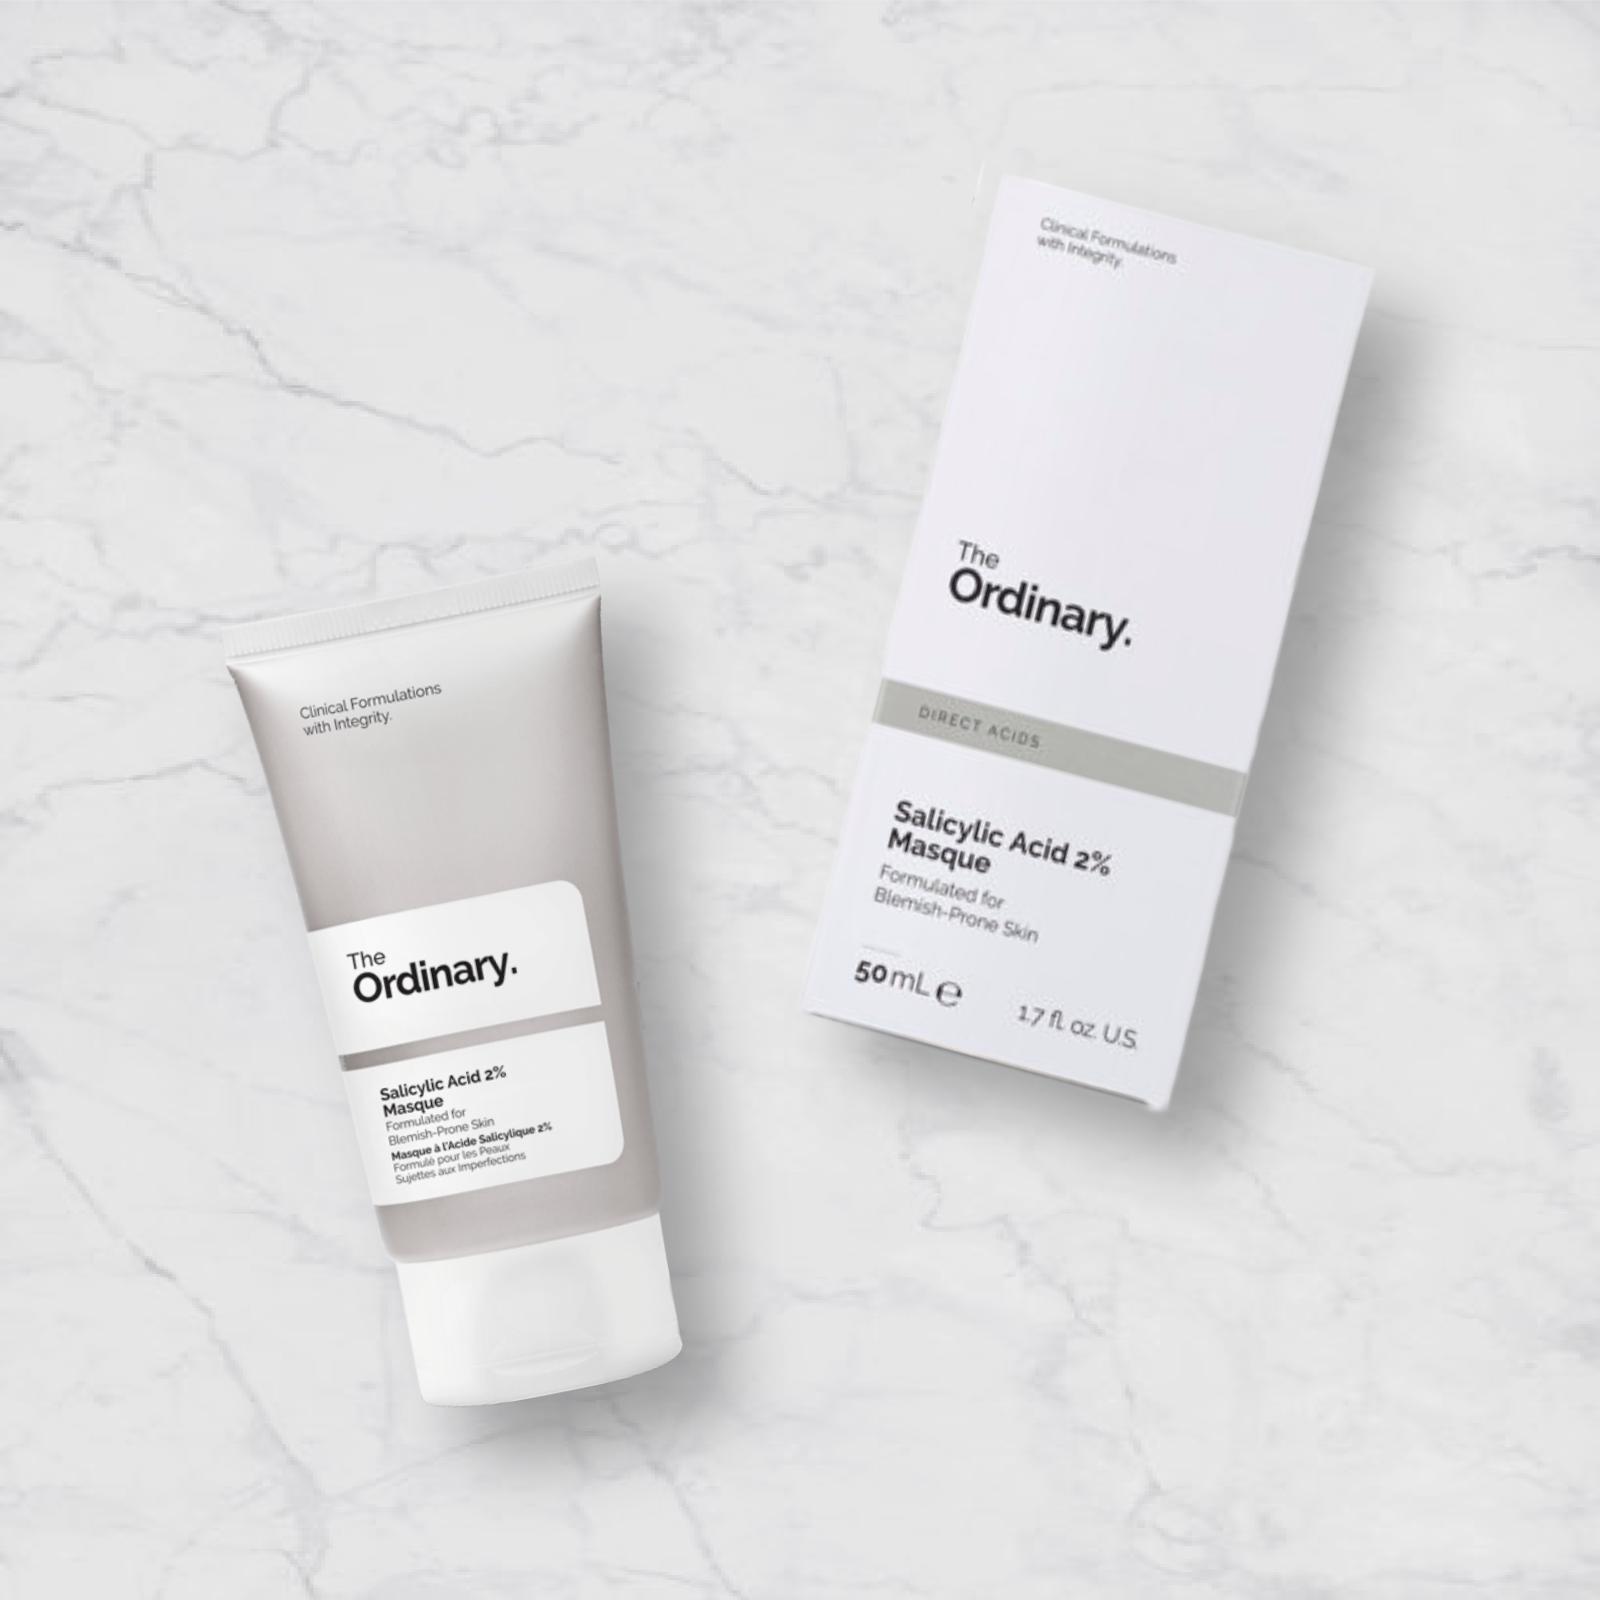 Clinical Formulations
with Integrity.
The
Ordinary.
Salicylic Acid 2%
Masque
Formulated for
Blemish-Prone Skin
Masque à l'Acide Salicylique 2%
Formulé pour les Peaux
Sujettes aux Imperfections
Clinical Formulations
with Integrity.
The
Ordinary.
DIRECT ACIDS
Salicylic Acid 2%
Masque
Formulated for
Blemish-Prone Skin
50 mL ℮ 1.7 fl. oz. U.S.